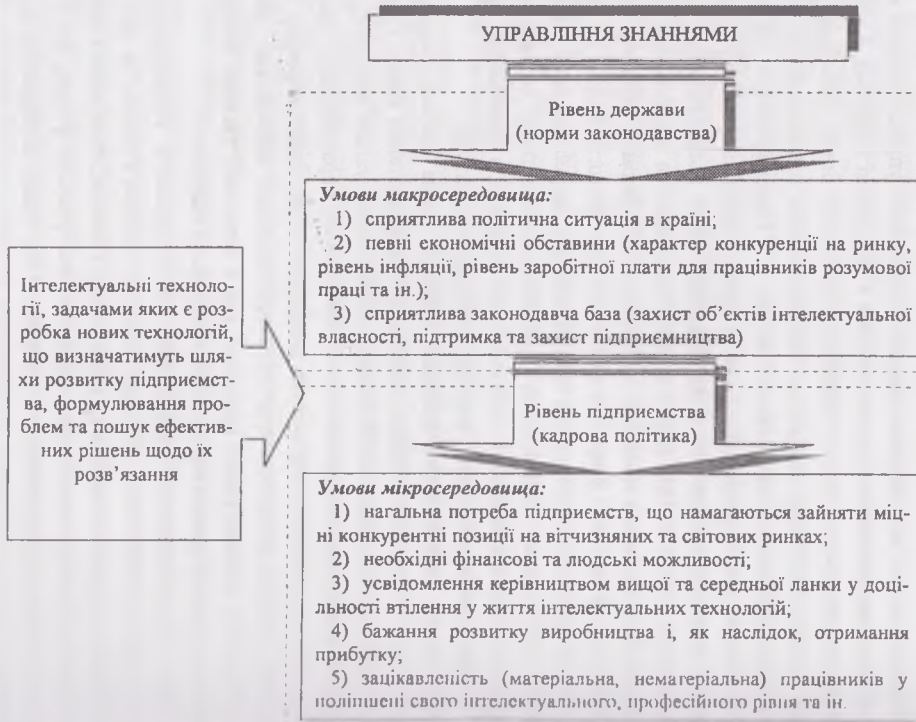 УПРАВЛІННЯ ЗНАННЯМИ
Рівень держави
(норми законодавства)
Умови макросередовища:
1) сприятлива політична ситуація в країні;
2) певні економічні обставини (характер конкуренції на ринку,
рівень інфляції, рівень заробітної плати для працівників розумової
праці та ін.);
3) сприятлива законодавча база (захист об’єктів інтелектуальної
власності, підтримка та захист підприємництва)
Інтелектуальні техноло-
гії, задачами яких є роз-
робка нових технологій,
що визначатимуть шля-
хи розвитку підприємст-
ва, формулювання про-
блем та пошук ефектив-
них рішень щодо їх
розв’язання
Рівень підприємства
(кадрова політика)
Умови мікросередовища:
1) нагальна потреба підприємств, що намагаються зайняти міц-
ні конкурентні позиції на вітчизняних та світових ринках;
2) необхідні фінансові та людські можливості;
3) усвідомлення керівництвом вищої та середньої ланки у доці-
льності втілення у життя інтелектуальних технологій;
4) бажання розвитку виробництва і, як наслідок, отримання
прибутку;
5) зацікавленість (матеріальна, нематеріальна) працівників у
поліпшені свого інтелектуального, професійного рівня та ін.